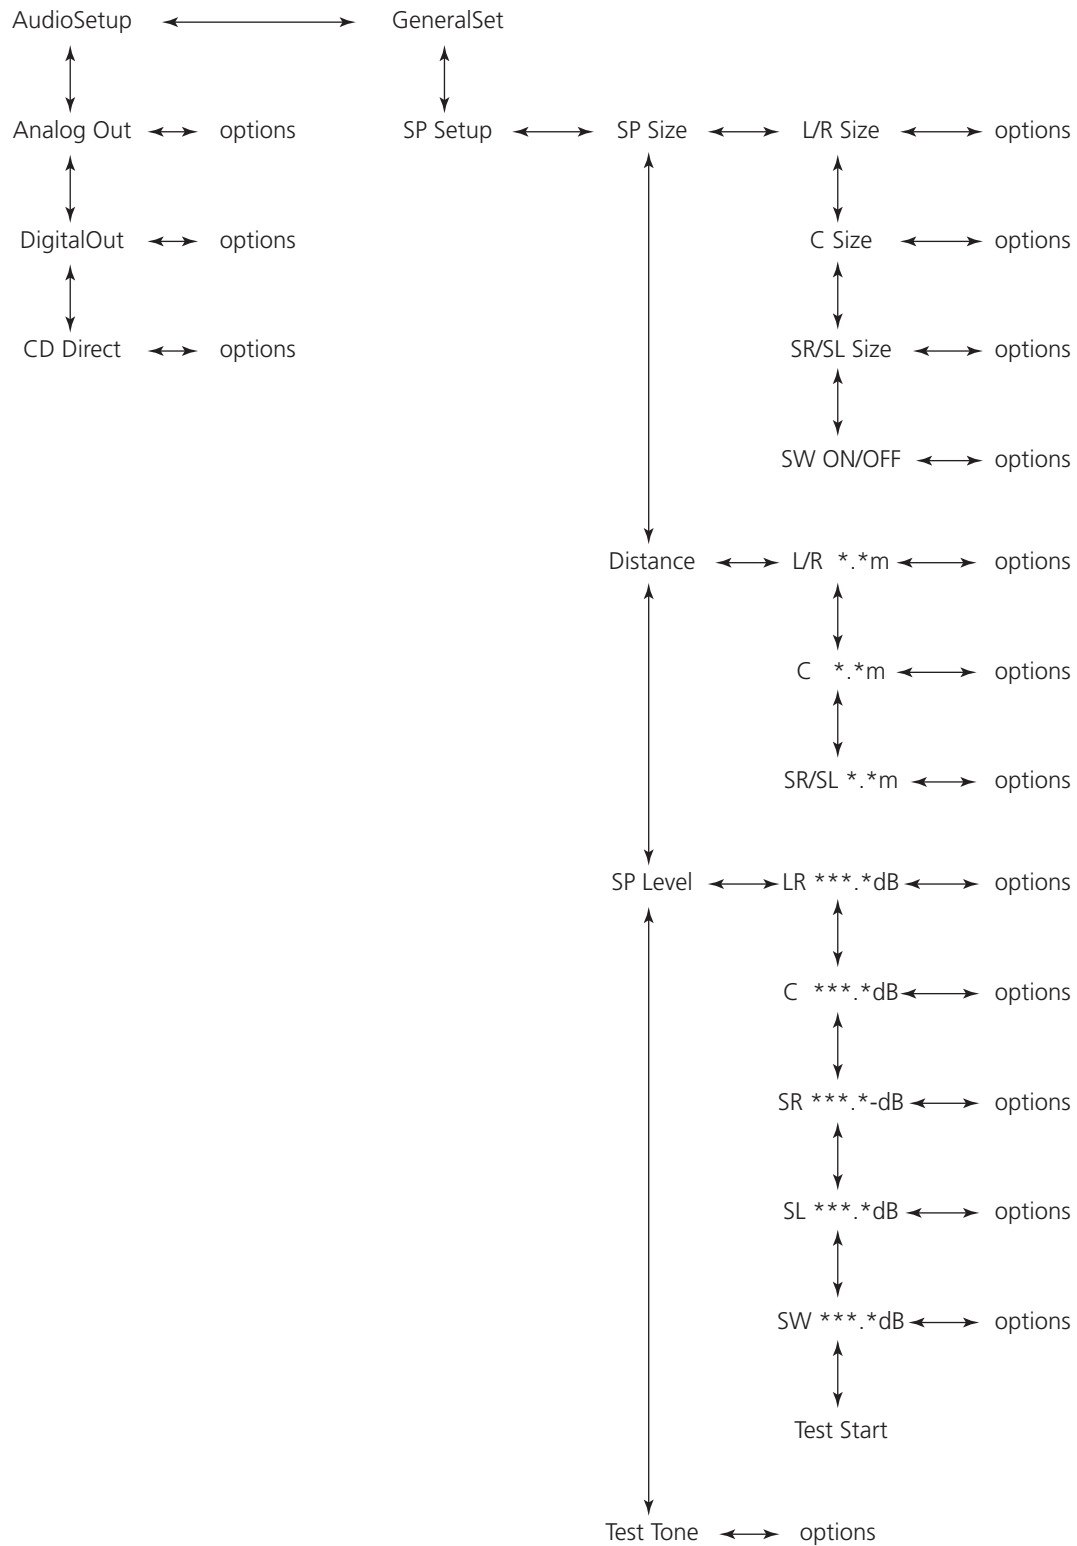 AudioSetup GeneralSet
Analog Out options SP Setup SP Size L/R Size options
DigitalOut options C Size options
CD Direct options SR/SL Size options
SW ON/OFF options
Distance L/R *.*m options
C *.*m options
SR/SL *.*m options
SP Level LR ***.*dB options
C ***.*dB options
SR ***.*-dB options
SL ***.*dB options
SW ***.*dB options
Test Start
Test Tone options